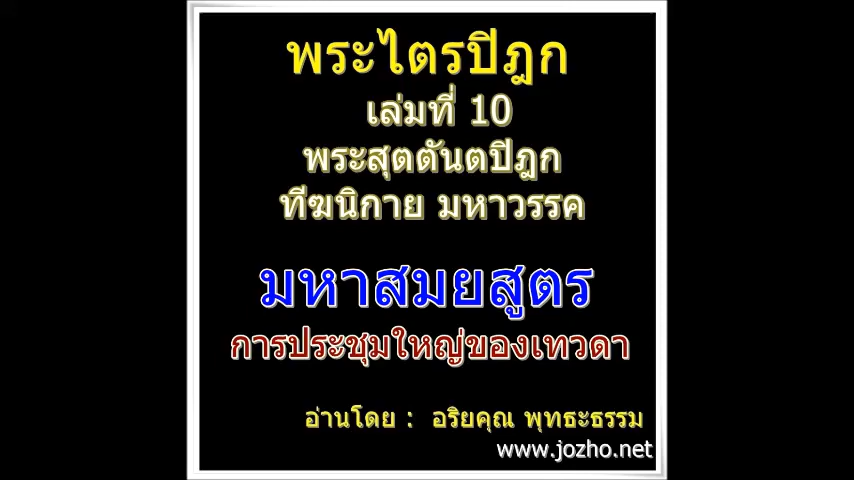 พระไตรปิฎก
เล่มที่ 10
พระสุตตันตปิฎก
ทีฆนิกาย มหาวรรค
มหาสมยสูตร
การประชุมใหญ่ของเทวดา
อ่านโดย : อริยคุณ พุทธะธรรม
www.jozho.net